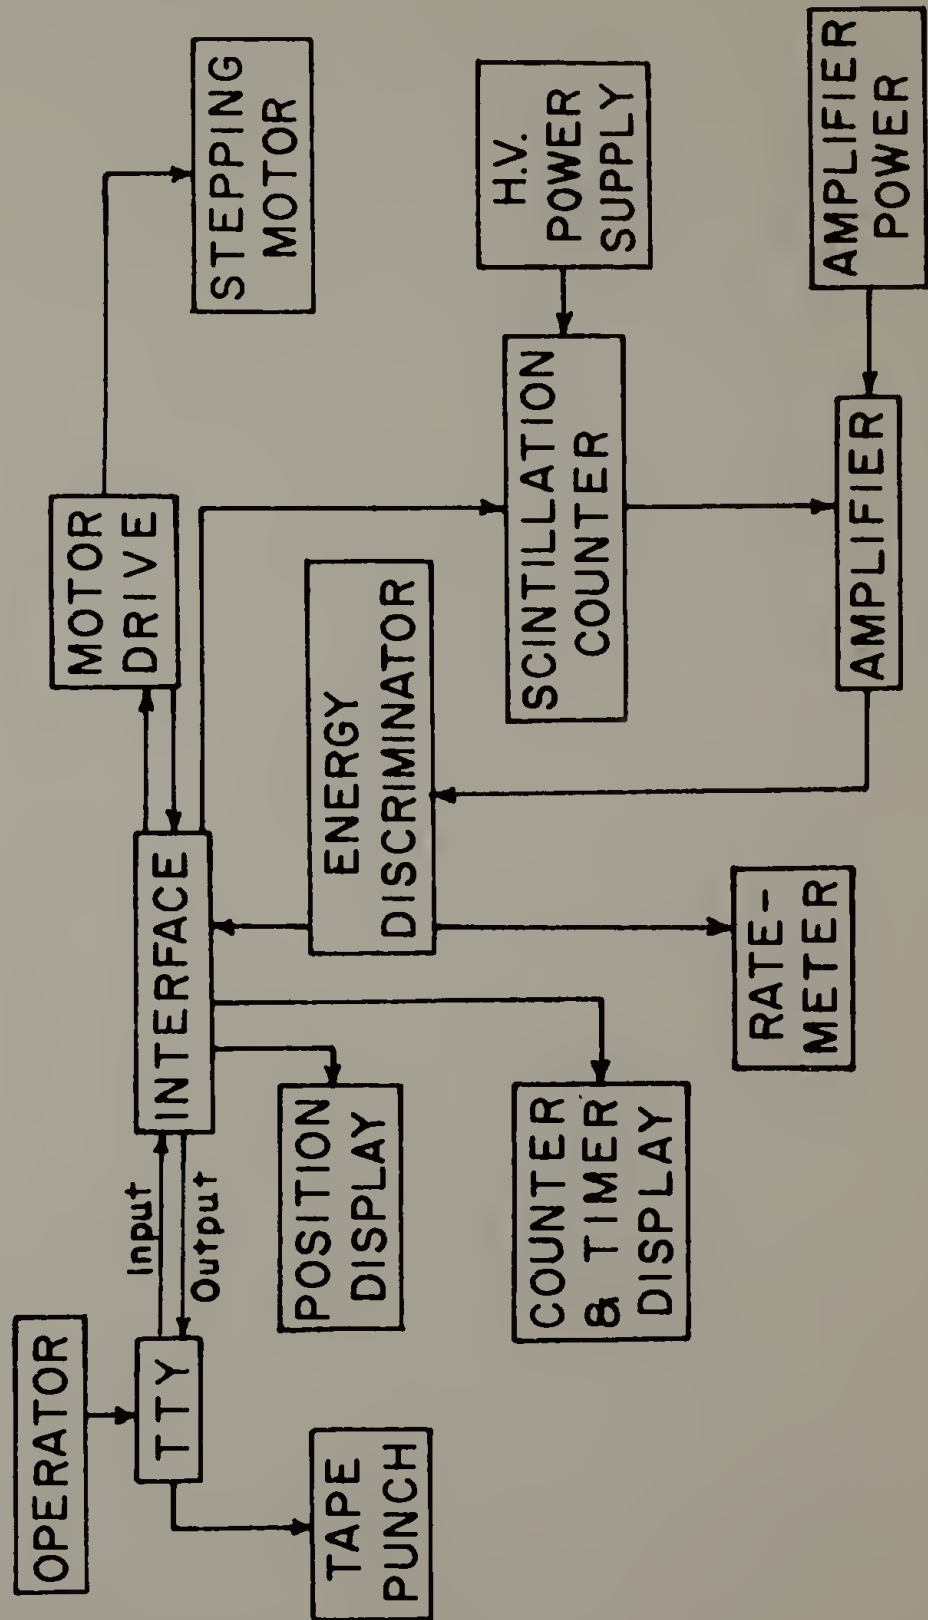 OPERATOR
TTY
Input
Output
INTERFACE
MOTOR
DRIVE
STEPPING
MOTOR
TAPE
PUNCH
POSITION
DISPLAY
ENERGY
DISCRIMINATOR
COUNTER
& TIMER
DISPLAY
SCINTILLATION
COUNTER
H.V.
POWER
SUPPLY
RATE-
METER
AMPLIFIER
AMPLIFIER
POWER